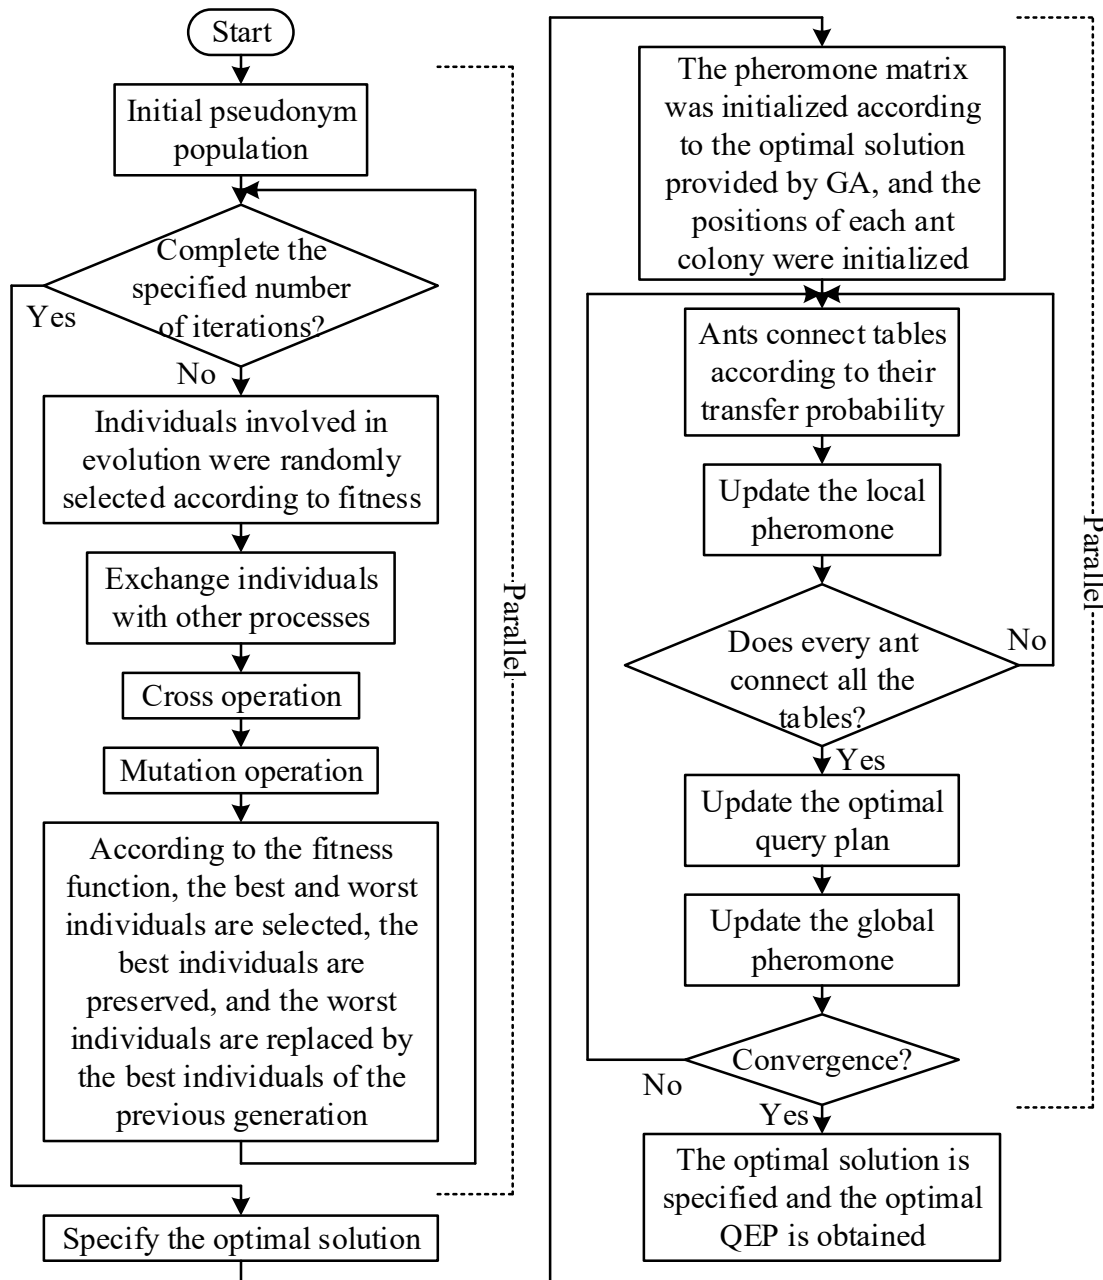 Start
Initial pseudonym
population
Complete the
specified number
of iterations?
Yes
No
Individuals involved in
evolution were randomly
selected according to fitness
Exchange individuals
with other processes
Cross operation
Mutation operation
According to the fitness
function, the best and worst
individuals are selected, the
best individuals are
preserved, and the worst
individuals are replaced by
the best individuals of the
previous generation
Specify the optimal solution
Parallel
The pheromone matrix
was initialized according
to the optimal solution
provided by GA, and the
positions of each ant
colony were initialized
Ants connect tables
according to their
transfer probability
Update the local
pheromone
Does every ant
connect all the
tables?
No
Yes
Update the optimal
query plan
Update the global
pheromone
Convergence?
No
Yes
The optimal solution is
specified and the optimal
QEP is obtained
Parallel